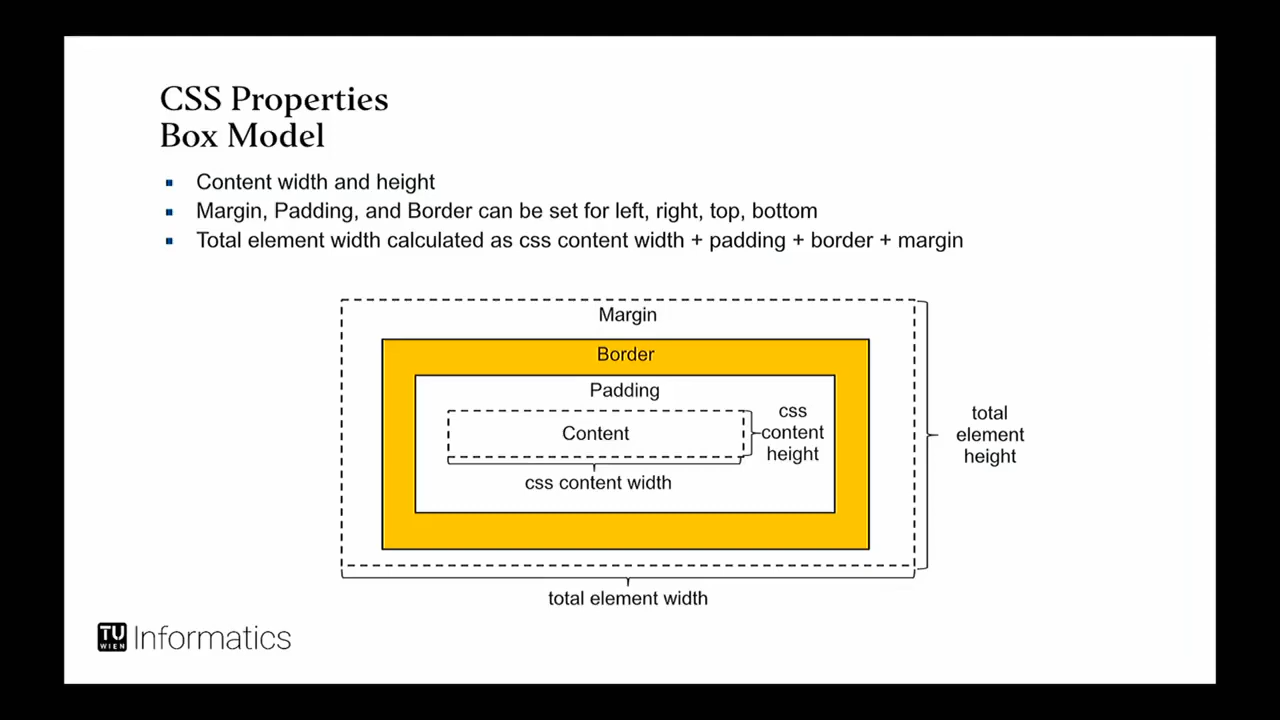 CSS Properties
Box Model
Content width and height
Margin, Padding, and Border can be set for left, right, top, bottom
Total element width calculated as css content width + padding + border + margin
Margin
Border
Padding
Content
css
content
height
css content width
total
element
height
total element width
TU
WIEN
Informatics